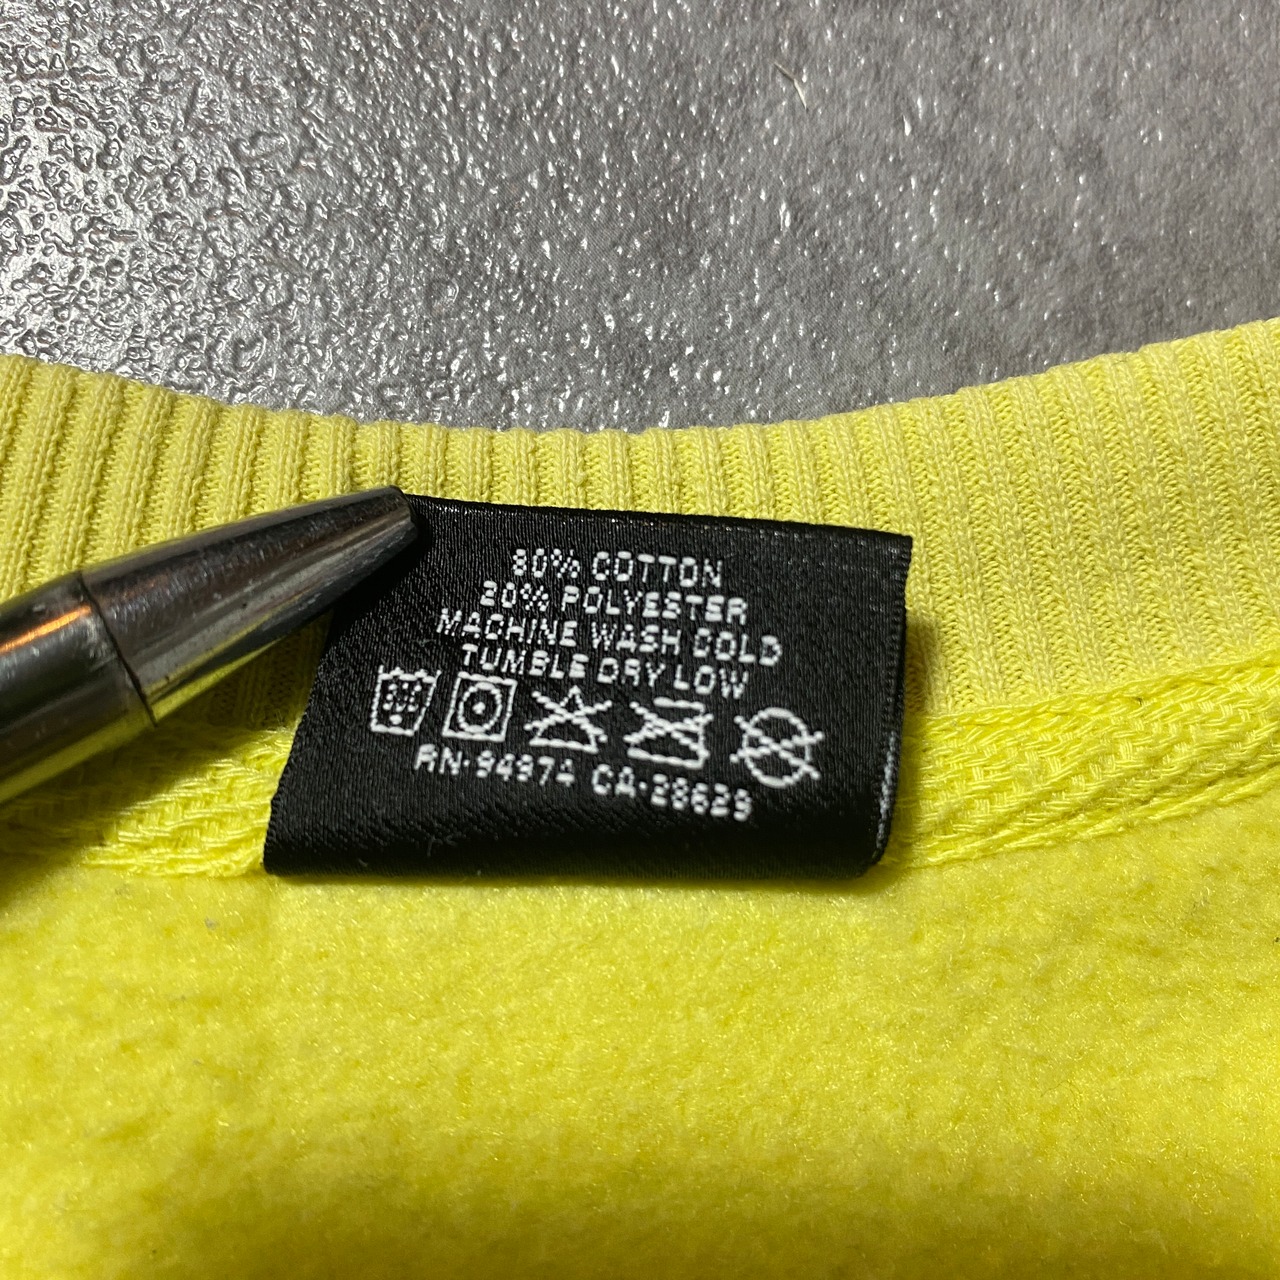 80% COTTON
20% POLYESTER
MACHINE WASH COLD
TUMBLE DRY LOW
RN·94974 CA·28629